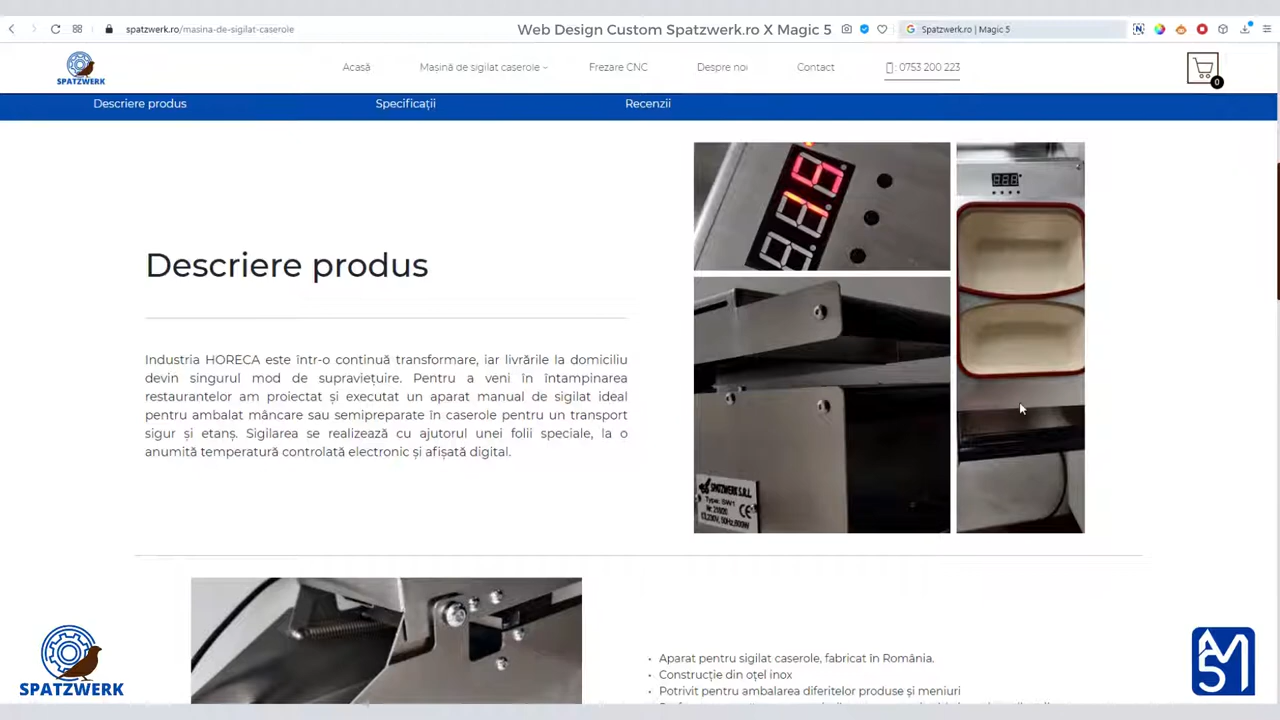 spatzwerk.ro/masina-de-sigilat-caserole
Web Design Custom Spatzwerk.ro X Magic 5
Spatzwerk.ro | Magic 5
SPATZWERK
Acasă
Mașină de sigilat caserole
Frezare CNC
Despre noi
Contact
: 0753 200 223
0
Descriere produs
Specificații
Recenzii
Descriere produs
Industria HORECA este într-o continuă transformare, iar livrările la domiciliu
devin singurul mod de supraviețuire. Pentru a veni în întampinarea
restaurantelor am proiectat și executat un aparat manual de sigilat ideal
pentru ambalat mâncare sau semipreparate în caserole pentru un transport
sigur și etanș. Sigilarea se realizează cu ajutorul unei folii speciale, la o
anumită temperatură controlată electronic și afișată digital.
SPATZWERK S.R.L.
Type: SW1
CE
• Aparat pentru sigilat caserole, fabricat în România.
• Construcție din oțel inox
• Potrivit pentru ambalarea diferitelor produse și meniuri
SPATZWERK
M5